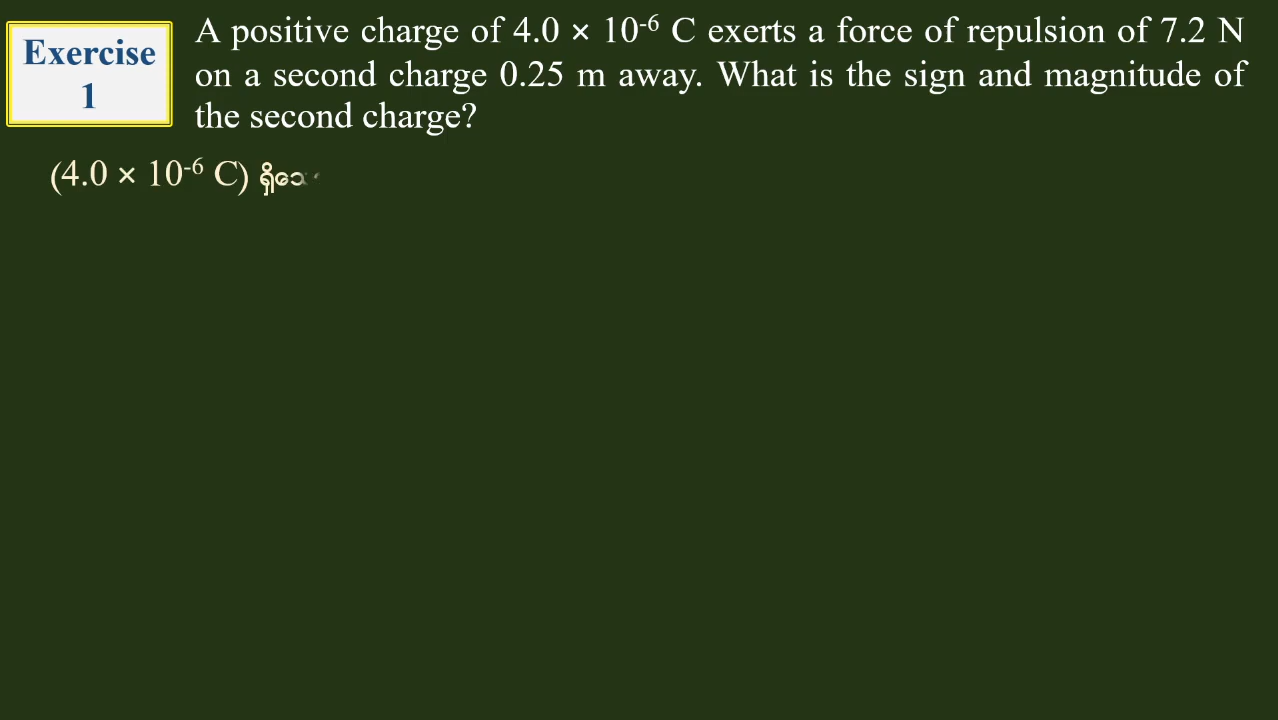 Exercise
1
A positive charge of 4.0 × 10⁻⁶ C exerts a force of repulsion of 7.2 N
on a second charge 0.25 m away. What is the sign and magnitude of
the second charge?
(4.0 × 10⁻⁶ C)